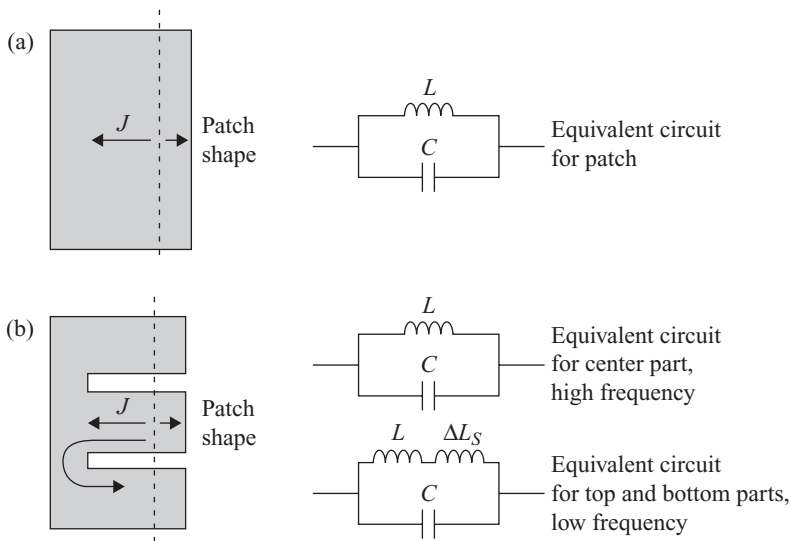 (a)
J
Patch
shape
L
C
Equivalent circuit
for patch
(b)
J
Patch
shape
L
C
Equivalent circuit
for center part,
high frequency
L
ΔL_S
C
Equivalent circuit
for top and bottom parts,
low frequency